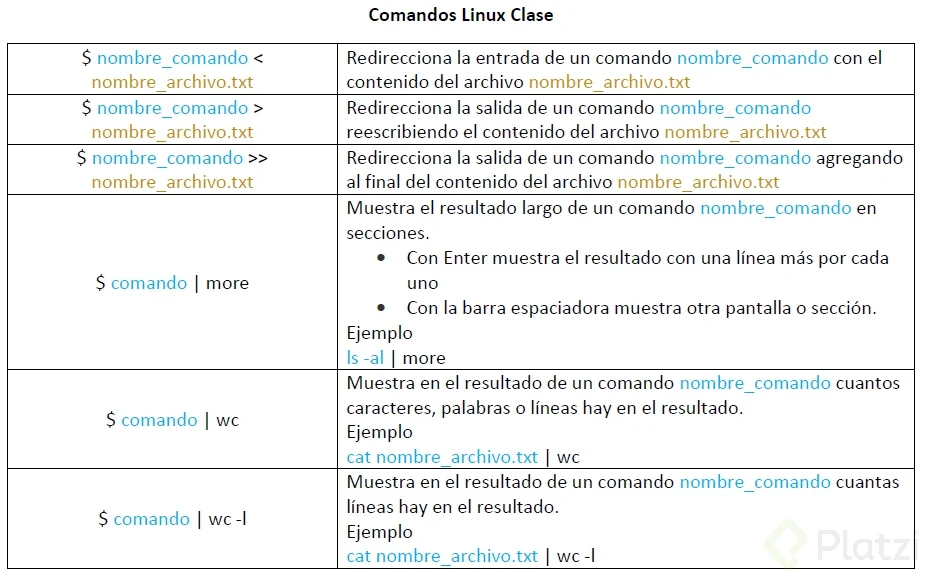 Comandos Linux Clase
$ nombre_comando <
nombre_archivo.txt
Redirecciona la entrada de un comando nombre_comando con el
contenido del archivo nombre_archivo.txt
$ nombre_comando >
nombre_archivo.txt
Redirecciona la salida de un comando nombre_comando
reescribiendo el contenido del archivo nombre_archivo.txt
$ nombre_comando >>
nombre_archivo.txt
Redirecciona la salida de un comando nombre_comando agregando
al final del contenido del archivo nombre_archivo.txt
$ comando | more
Muestra el resultado largo de un comando nombre_comando en
secciones.
• Con Enter muestra el resultado con una línea más por cada
uno
• Con la barra espaciadora muestra otra pantalla o sección.
Ejemplo
ls -al | more
$ comando | wc
Muestra en el resultado de un comando nombre_comando cuantos
caracteres, palabras o líneas hay en el resultado.
Ejemplo
cat nombre_archivo.txt | wc
$ comando | wc -l
Muestra en el resultado de un comando nombre_comando cuantas
líneas hay en el resultado.
Ejemplo
cat nombre_archivo.txt | wc -l
Platzi